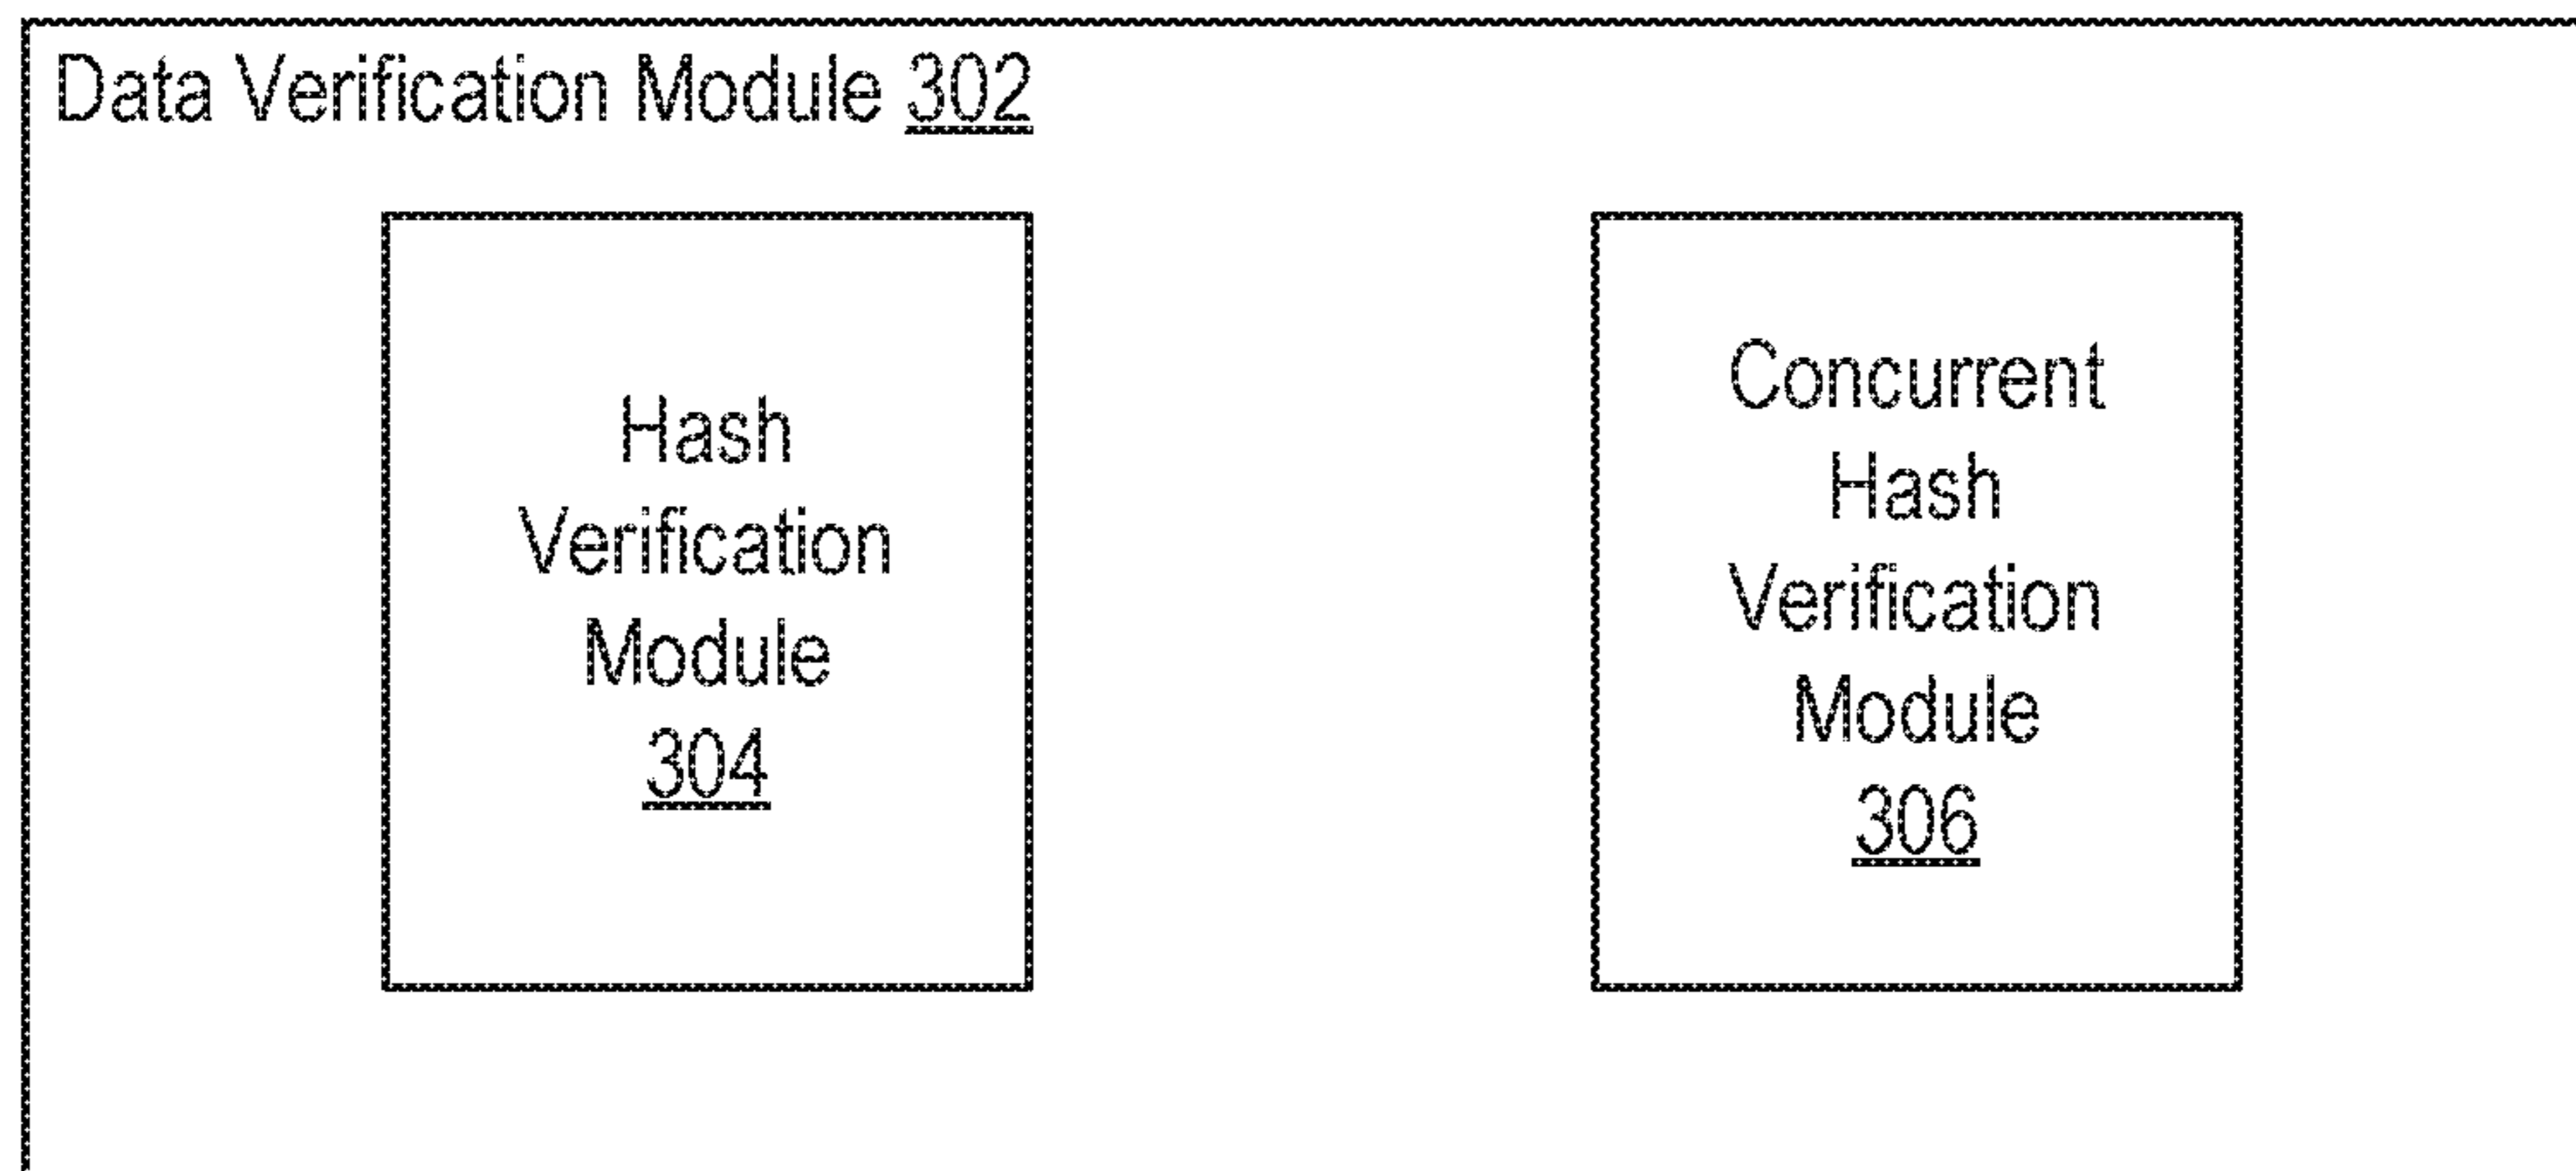 Data Verification Module 302
Hash
Verification
Module
304
Concurrent
Hash
Verification
Module
306